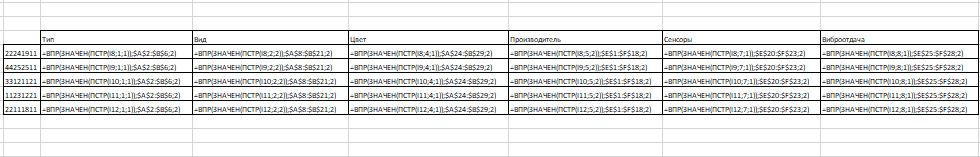 Тип Вид Цвет Производитель Сенсоры Виброотдача
22241911 =ВПР(ЗНАЧЕН(ПСТР(I8;1;1));$A$2:$B$6;2) =ВПР(ЗНАЧЕН(ПСТР(I8;2;2));$A$8:$B$21;2) =ВПР(ЗНАЧЕН(ПСТР(I8;4;1));$A$24:$B$29;2) =ВПР(ЗНАЧЕН(ПСТР(I8;5;2));$E$1:$F$18;2) =ВПР(ЗНАЧЕН(ПСТР(I8;7;1));$E$20:$F$23;2) =ВПР(ЗНАЧЕН(ПСТР(I8;8;1));$E$25:$F$28;2)
44252511 =ВПР(ЗНАЧЕН(ПСТР(I9;1;1));$A$2:$B$6;2) =ВПР(ЗНАЧЕН(ПСТР(I9;2;2));$A$8:$B$21;2) =ВПР(ЗНАЧЕН(ПСТР(I9;4;1));$A$24:$B$29;2) =ВПР(ЗНАЧЕН(ПСТР(I9;5;2));$E$1:$F$18;2) =ВПР(ЗНАЧЕН(ПСТР(I9;7;1));$E$20:$F$23;2) =ВПР(ЗНАЧЕН(ПСТР(I9;8;1));$E$25:$F$28;2)
33121121 =ВПР(ЗНАЧЕН(ПСТР(I10;1;1));$A$2:$B$6;2) =ВПР(ЗНАЧЕН(ПСТР(I10;2;2));$A$8:$B$21;2) =ВПР(ЗНАЧЕН(ПСТР(I10;4;1));$A$24:$B$29;2) =ВПР(ЗНАЧЕН(ПСТР(I10;5;2));$E$1:$F$18;2) =ВПР(ЗНАЧЕН(ПСТР(I10;7;1));$E$20:$F$23;2) =ВПР(ЗНАЧЕН(ПСТР(I10;8;1));$E$25:$F$28;2)
11231221 =ВПР(ЗНАЧЕН(ПСТР(I11;1;1));$A$2:$B$6;2) =ВПР(ЗНАЧЕН(ПСТР(I11;2;2));$A$8:$B$21;2) =ВПР(ЗНАЧЕН(ПСТР(I11;4;1));$A$24:$B$29;2) =ВПР(ЗНАЧЕН(ПСТР(I11;5;2));$E$1:$F$18;2) =ВПР(ЗНАЧЕН(ПСТР(I11;7;1));$E$20:$F$23;2) =ВПР(ЗНАЧЕН(ПСТР(I11;8;1));$E$25:$F$28;2)
22111811 =ВПР(ЗНАЧЕН(ПСТР(I12;1;1));$A$2:$B$6;2) =ВПР(ЗНАЧЕН(ПСТР(I12;2;2));$A$8:$B$21;2) =ВПР(ЗНАЧЕН(ПСТР(I12;4;1));$A$24:$B$29;2) =ВПР(ЗНАЧЕН(ПСТР(I12;5;2));$E$1:$F$18;2) =ВПР(ЗНАЧЕН(ПСТР(I12;7;1));$E$20:$F$23;2) =ВПР(ЗНАЧЕН(ПСТР(I12;8;1));$E$25:$F$28;2)